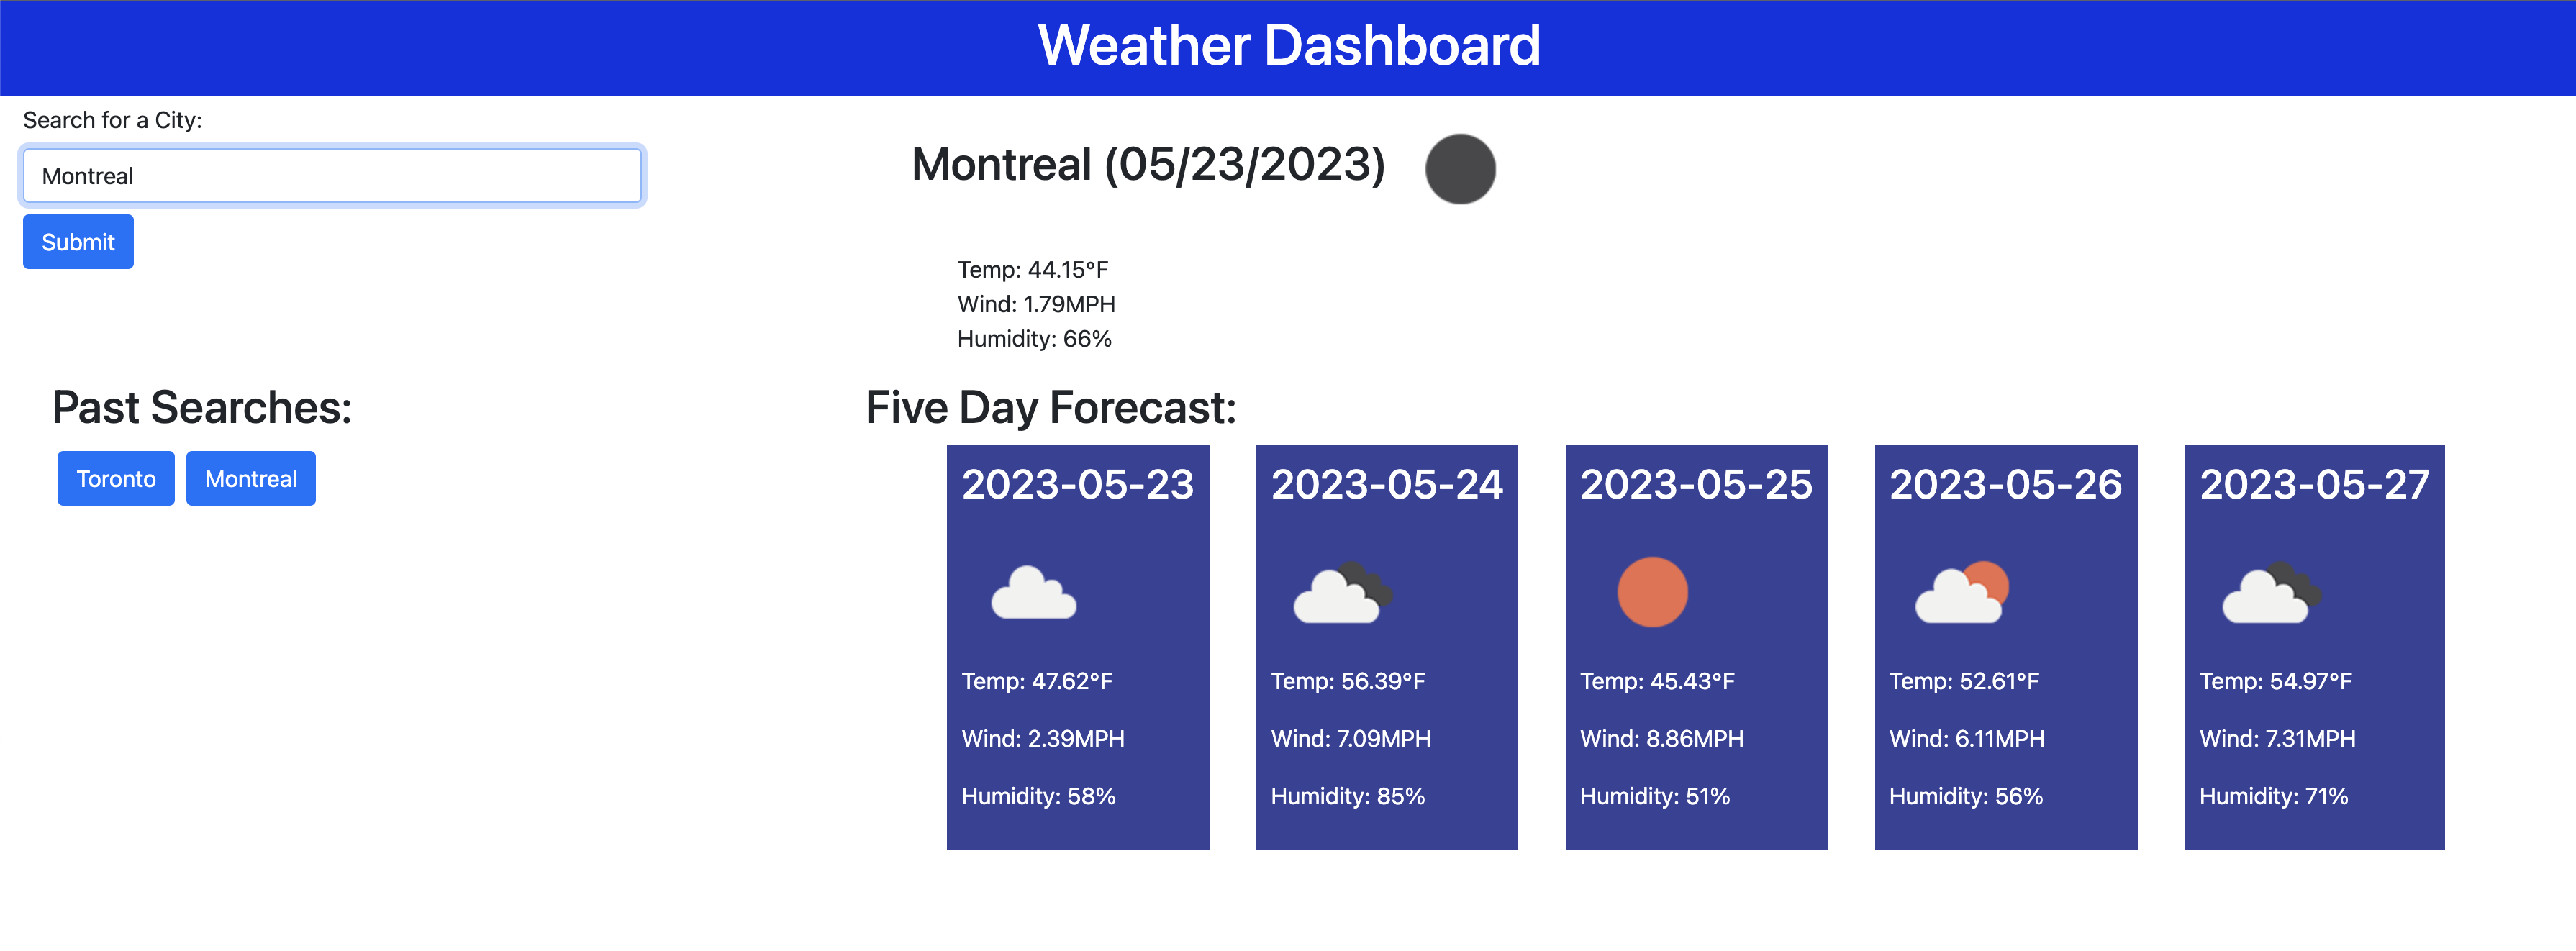 Weather Dashboard
Search for a City:
Montreal
Submit
Montreal (05/23/2023)
Temp: 44.15°F
Wind: 1.79MPH
Humidity: 66%
Past Searches:
Toronto Montreal
Five Day Forecast:
2023-05-23
Temp: 47.62°F
Wind: 2.39MPH
Humidity: 58%
2023-05-24
Temp: 56.39°F
Wind: 7.09MPH
Humidity: 85%
2023-05-25
Temp: 45.43°F
Wind: 8.86MPH
Humidity: 51%
2023-05-26
Temp: 52.61°F
Wind: 6.11MPH
Humidity: 56%
2023-05-27
Temp: 54.97°F
Wind: 7.31MPH
Humidity: 71%